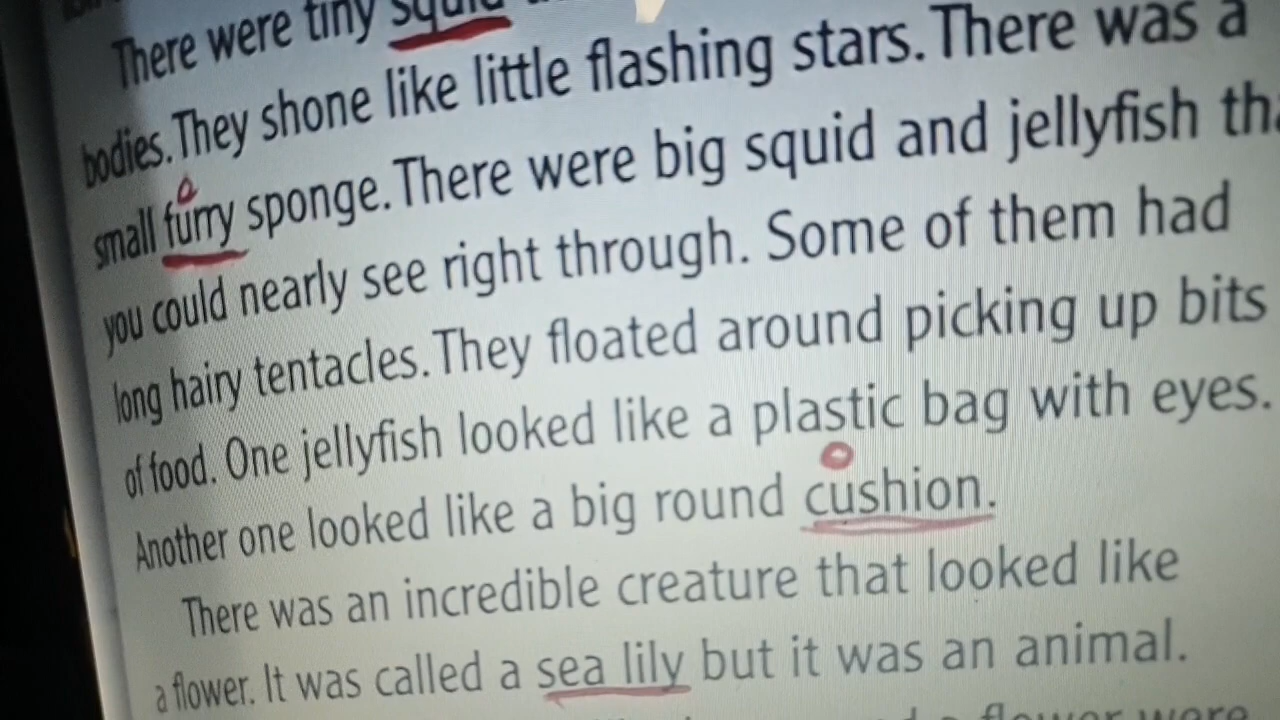 There were tiny squid
bodies. They shone like little flashing stars. There was a
small furry sponge. There were big squid and jellyfish
you could nearly see right through. Some of them had
long hairy tentacles. They floated around picking up bits
of food. One jellyfish looked like a plastic bag with eyes.
Another one looked like a big round cushion.
There was an incredible creature that looked like
a flower. It was called a sea lily but it was an animal.
flower were